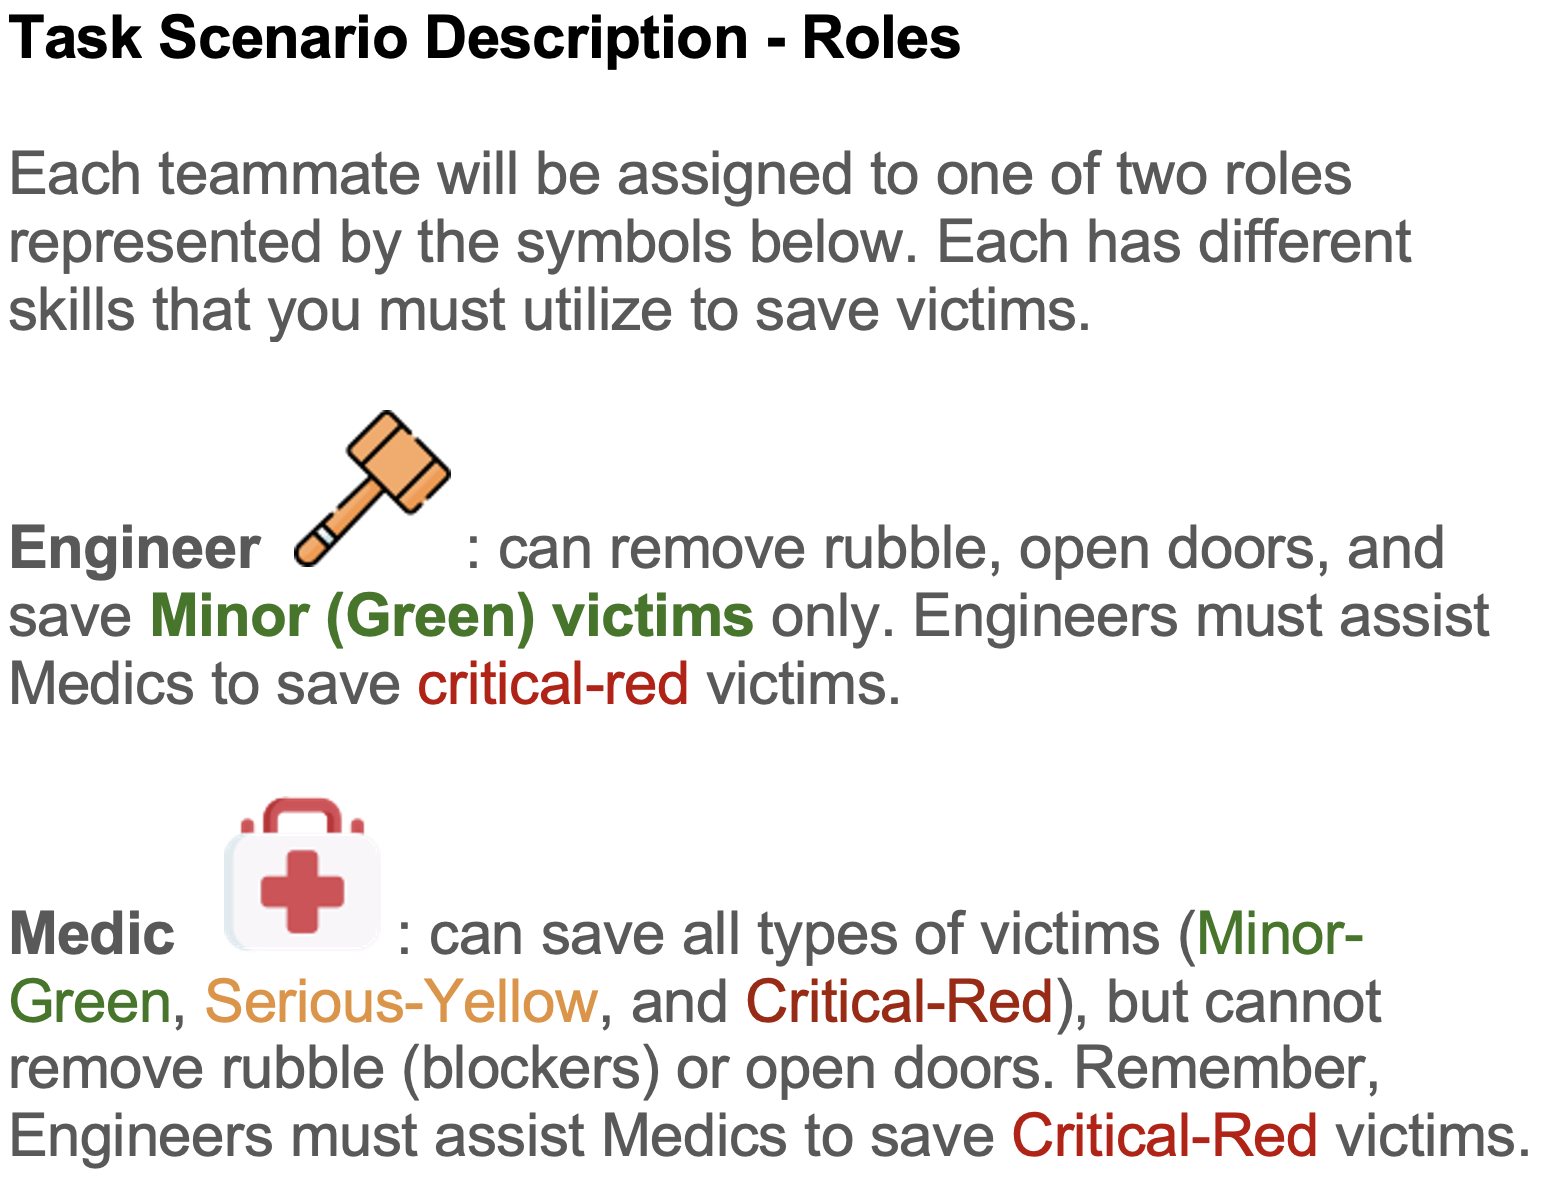 Task Scenario Description - Roles
Each teammate will be assigned to one of two roles
represented by the symbols below. Each has different
skills that you must utilize to save victims.
Engineer : can remove rubble, open doors, and
save Minor (Green) victims only. Engineers must assist
Medics to save critical-red victims.
Medic : can save all types of victims (Minor-
Green, Serious-Yellow, and Critical-Red), but cannot
remove rubble (blockers) or open doors. Remember,
Engineers must assist Medics to save Critical-Red victims.